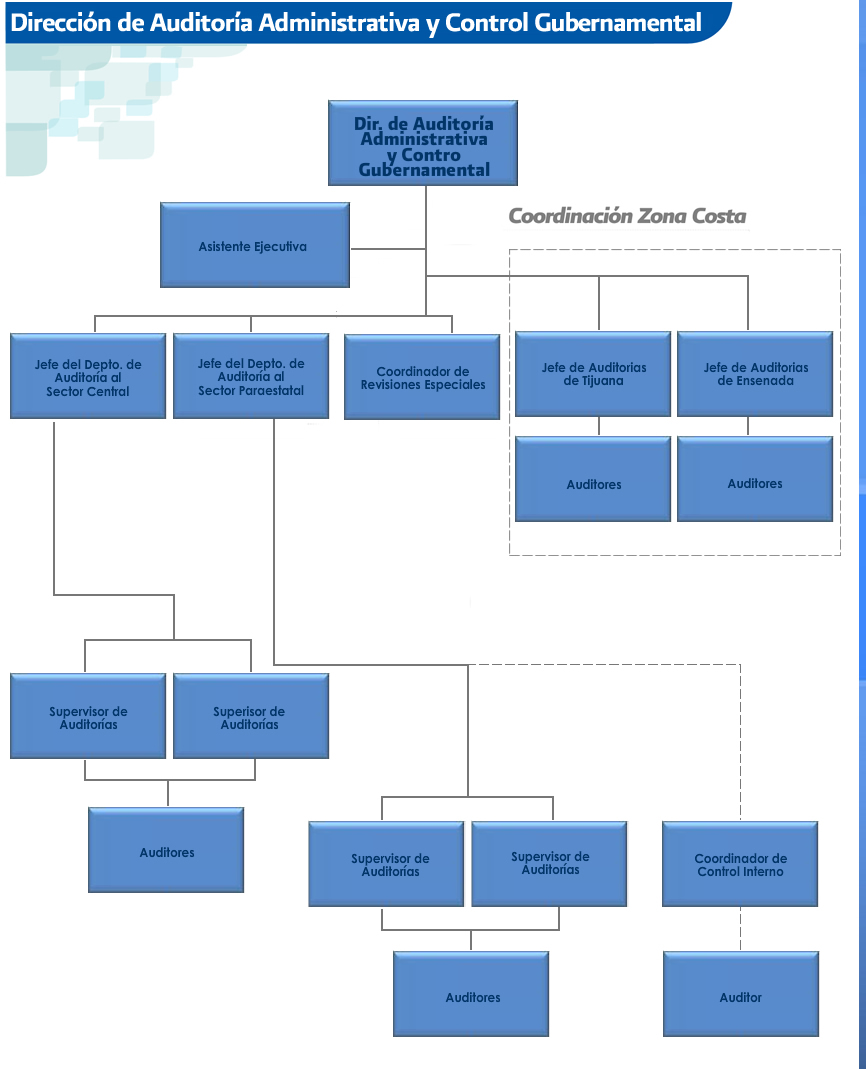 Dirección de Auditoría Administrativa y Control Gubernamental
Dir. de Auditoría
Administrativa
y Contro
Gubernamental
Asistente Ejecutiva
Coordinación Zona Costa
Jefe del Depto. de
Auditoría al
Sector Central
Jefe del Depto. de
Auditoría al
Sector Paraestatal
Coordinador de
Revisiones Especiales
Jefe de Auditorias
de Tijuana
Jefe de Auditorias
de Ensenada
Auditores
Auditores
Supervisor de
Auditorías
Superisor de
Auditorías
Auditores
Supervisor de
Auditorías
Supervisor de
Auditorías
Coordinador de
Control Interno
Auditores
Auditor